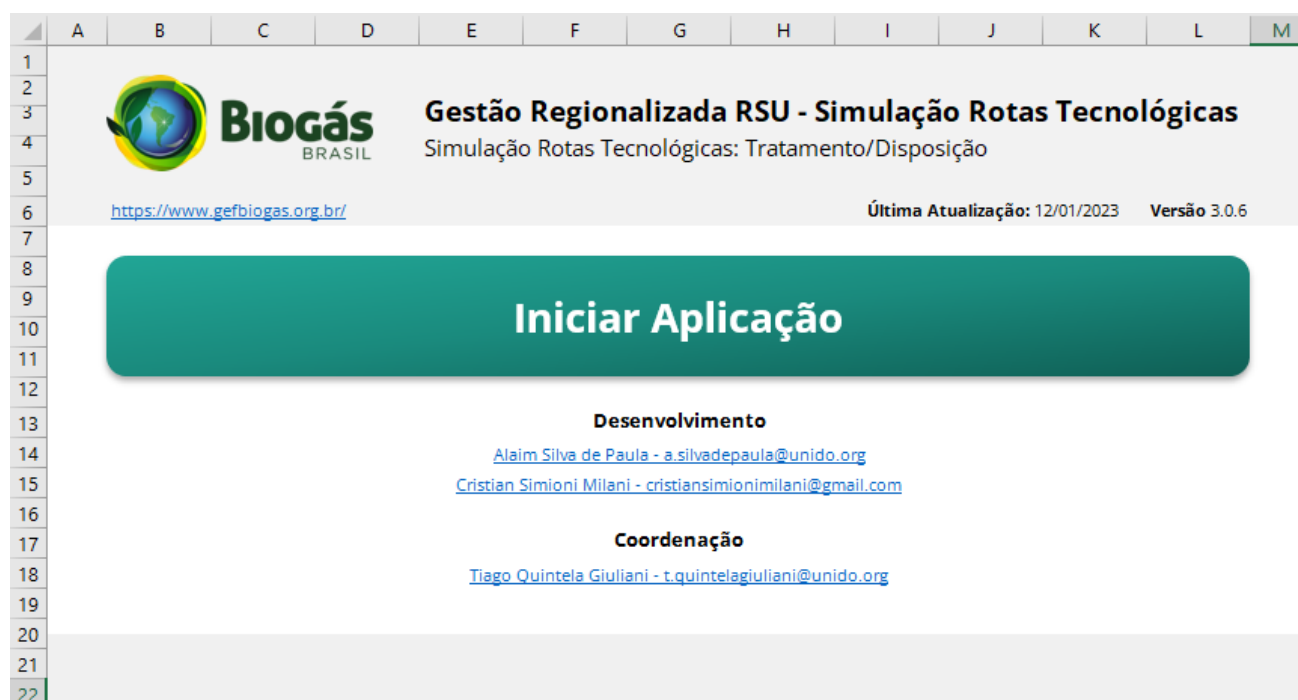 A B C D E F G H I J K L M
1
2
3
4
5
6
7
8
9
10
11
12
13
14
15
16
17
18
19
20
21
22
BIOGÁS
BRASIL
Gestão Regionalizada RSU - Simulação Rotas Tecnológicas
Simulação Rotas Tecnológicas: Tratamento/Disposição
https://www.gefbiogas.org.br/
Última Atualização: 12/01/2023 Versão 3.0.6
Iniciar Aplicação
Desenvolvimento
Alaim Silva de Paula - a.silvadepaula@unido.org
Cristian Simioni Milani - cristiansimionimilani@gmail.com
Coordenação
Tiago Quintela Giuliani - t.quintelagiuliani@unido.org